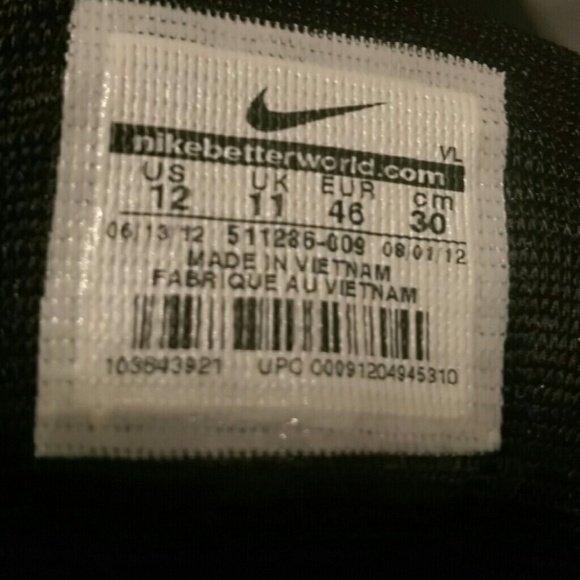 VL
nikebetterworld.com
US UK EUR cm
12 11 46 30
06/13/12 511286-009 08/01/12
MADE IN VIETNAM
FABRIQUE AU VIETNAM
103643921 UPC 00091204945310